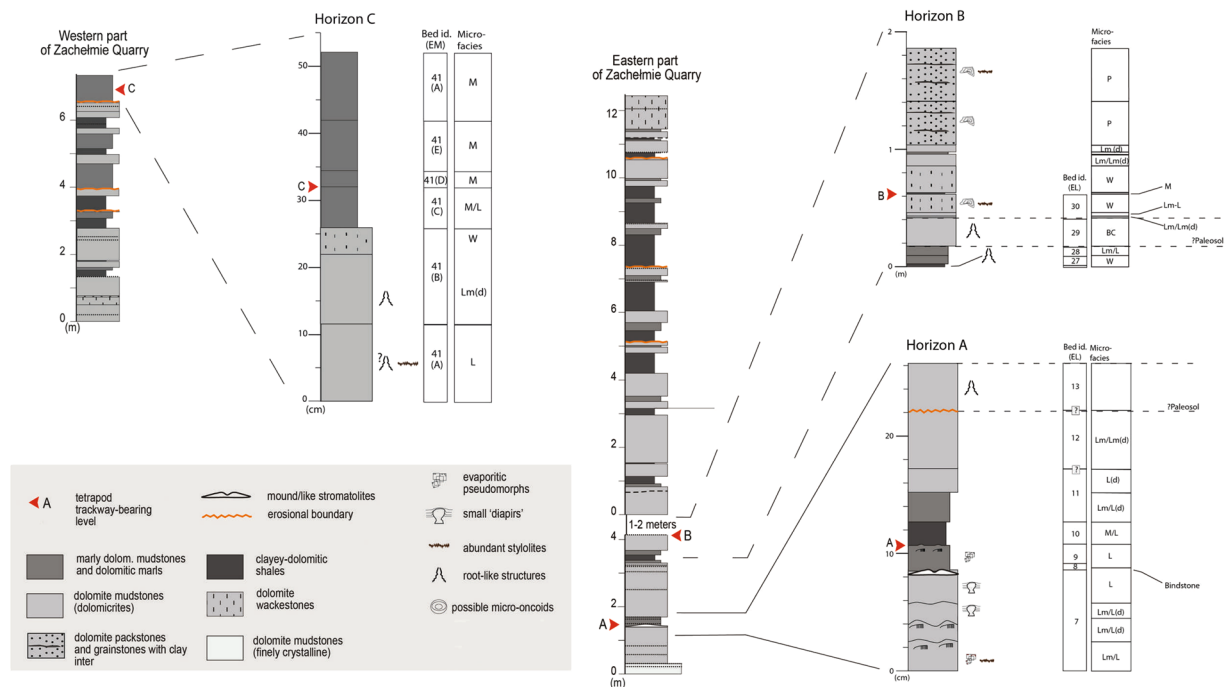 Western part
of Zachełmie Quarry
C
6
4
2
0
(m)
Horizon C
Bed id.
(EM)
Micro-
facies
50
40
C
30
20
10
0
(cm)
41
(A)
M
41
(E)
M
41(D)
M
41
(C)
M/L
41
(B)
W
Lm(d)
?
41
(A)
L
Eastern part
of Zachełmie Quarry
12
10
8
6
4
2
0
1-2 meters
4
B
2
A
0
(m)
Horizon B
Micro-
facies
2
1
B
0
(m)
P
P
Lm(d)
Lm/Lm(d)
W
Bed id.
(EL)
M
30
W
Lm-L
Lm/Lm(d)
29
BC
?Paleosol
28
Lm/L
27
W
Horizon A
Bed id.
(EL)
Micro-
facies
20
A
10
0
(cm)
13
?
?Paleosol
12
Lm/Lm(d)
?
L(d)
11
Lm/L(d)
10
M/L
9
L
8
Bindstone
L
7
Lm/L(d)
Lm/L(d)
Lm/L
A
tetrapod
trackway-bearing
level
mound/like stromatolites
erosional boundary
evaporitic
pseudomorphs
small ‘diapirs’
abundant stylolites
root-like structures
possible micro-oncoids
marly dolom. mudstones
and dolomitic marls
clayey-dolomitic
shales
dolomite mudstones
(dolomicrites)
dolomite
wackestones
dolomite packstones
and grainstones with clay
inter
dolomite mudstones
(finely crystalline)